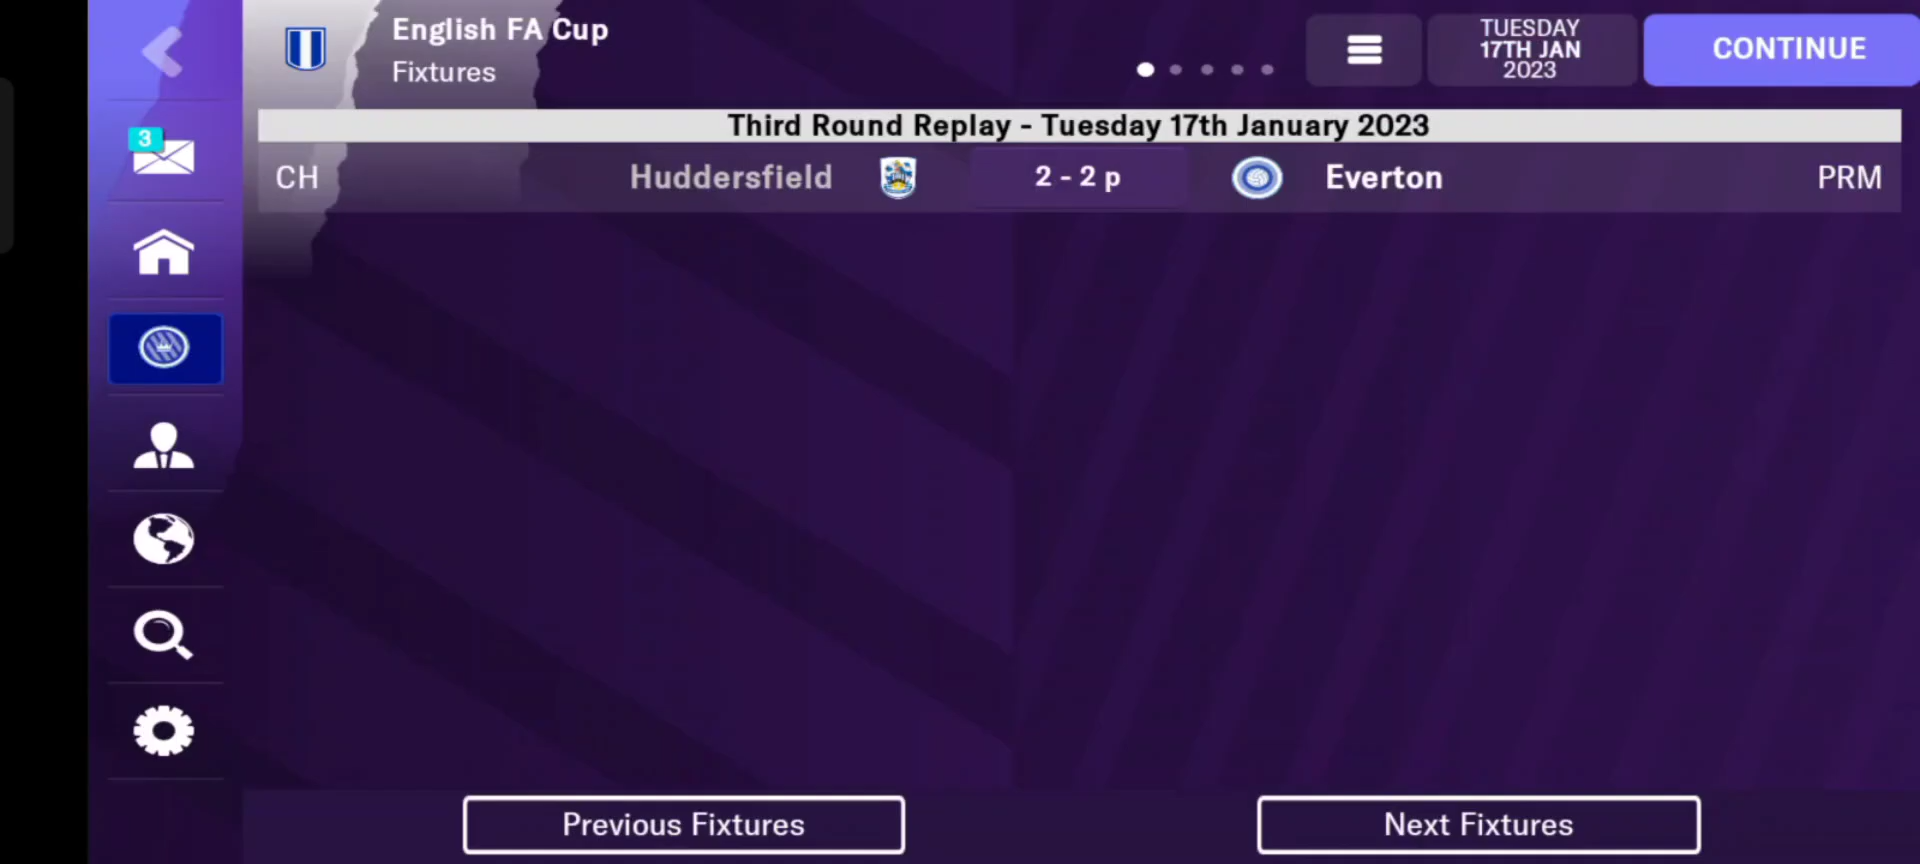 English FA Cup
Fixtures
TUESDAY
17TH JAN
2023
CONTINUE
3
Third Round Replay - Tuesday 17th January 2023
CH Huddersfield 2 - 2 p Everton PRM
Previous Fixtures Next Fixtures